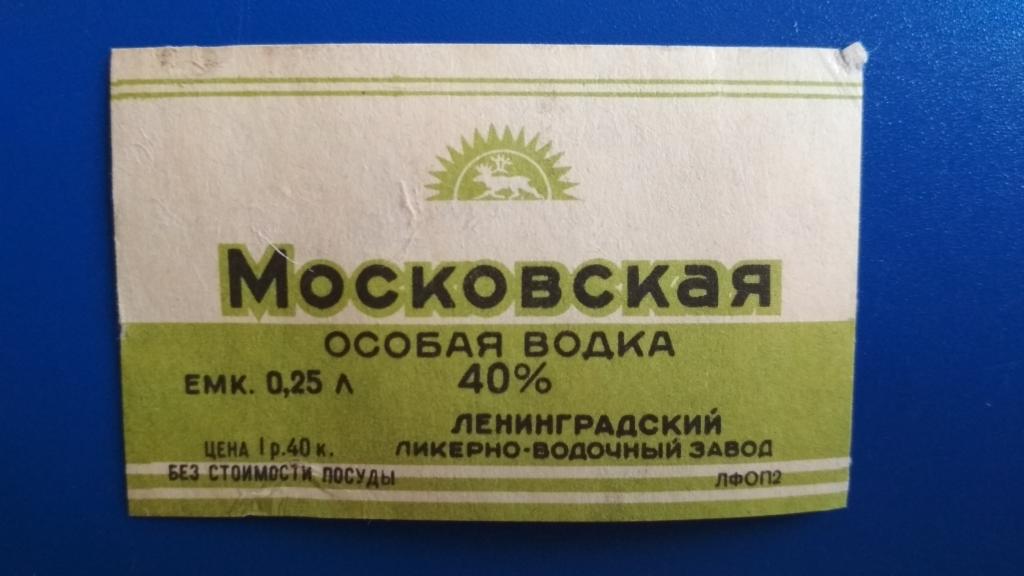 Московская
ОСОБАЯ ВОДКА
ЕМК. 0,25 Л 40%
ЛЕНИНГРАДСКИЙ
ЦЕНА 1 р. 40 к. ЛИКЕРНО-ВОДОЧНЫЙ ЗАВОД
БЕЗ СТОИМОСТИ ПОСУДЫ ЛФОП2